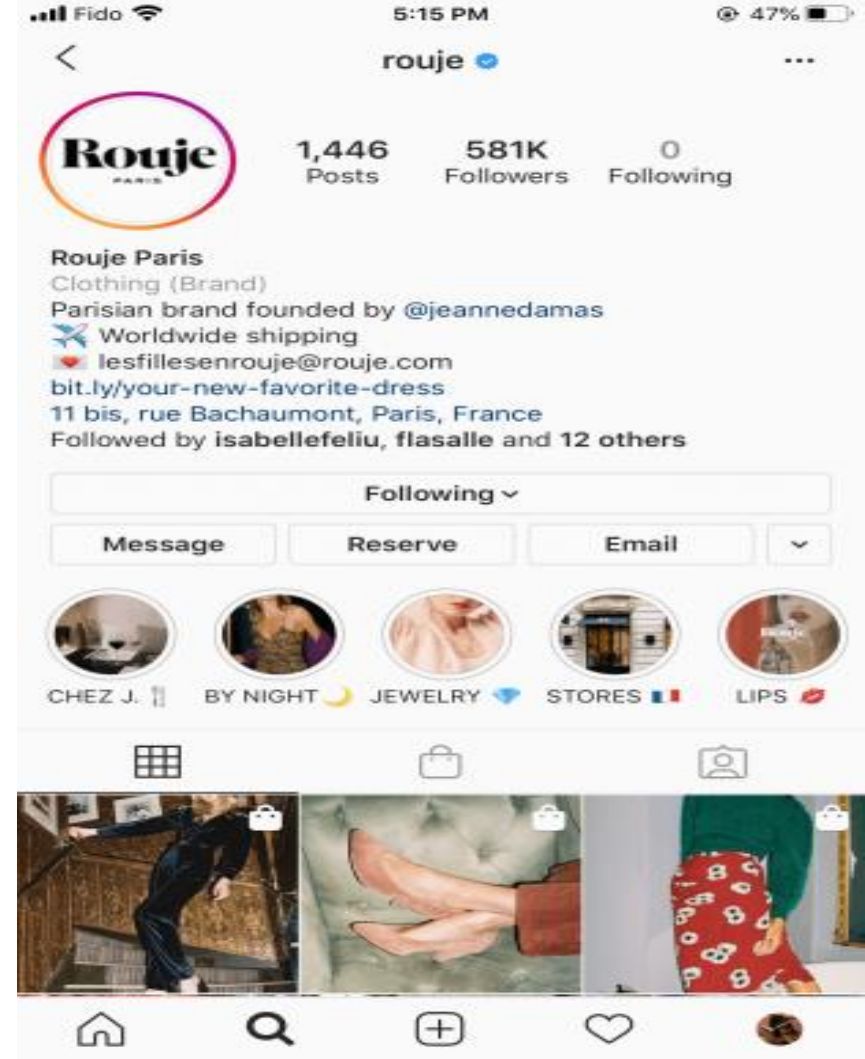 Fido 5:15 PM 47%
rouje
Rouje
PARIS
1,446 581K 0
Posts Followers Following
Rouje Paris
Clothing (Brand)
Parisian brand founded by @jeannedamas
✈️ Worldwide shipping
💌 lesfillesenrouje@rouje.com
bit.ly/your-new-favorite-dress
11 bis, rue Bachaumont, Paris, France
Followed by isabellefeliu, flasalle and 12 others
Following
Message Reserve Email
Rouje
CHEZ J. 🍴 BY NIGHT 🌙 JEWELRY 💎 STORES 🇫🇷 LIPS 💋